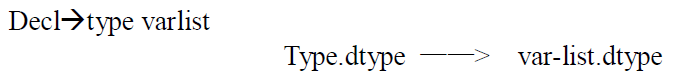 Decl→type varlist
Type.dtype ——> var-list.dtype